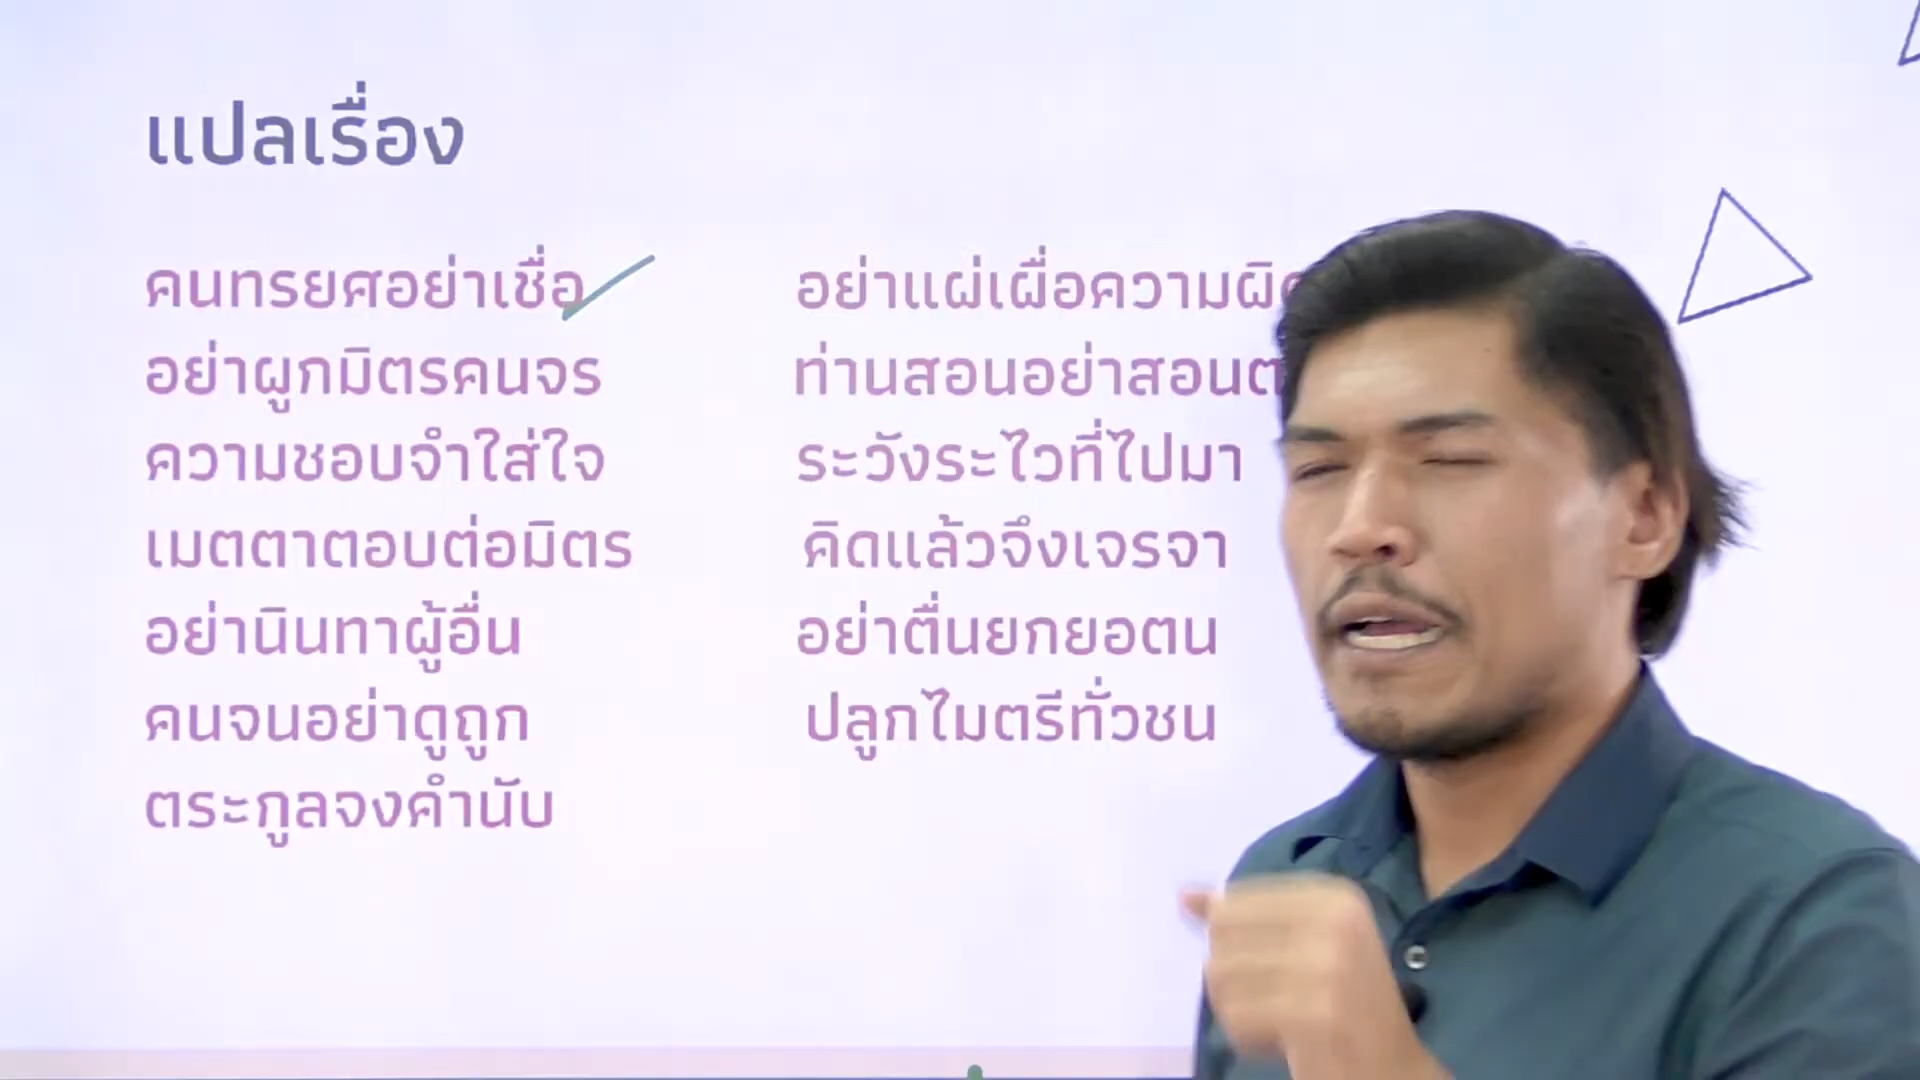 แปลเรื่อง
คนทรยศอย่าเชื่อ อย่าแผ่เผื่อความผิด
อย่าผูกมิตรคนจร ท่านสอนอย่าสอน
ความชอบจำใส่ใจ ระวังระไวที่ไปมา
เมตตาตอบต่อมิตร คิดแล้วจึงเจรจา
อย่านินทาผู้อื่น อย่าตื่นยกยอตน
คนจนอย่าดูถูก ปลูกไมตรีทั่วชน
ตระกูลจงคำนับ